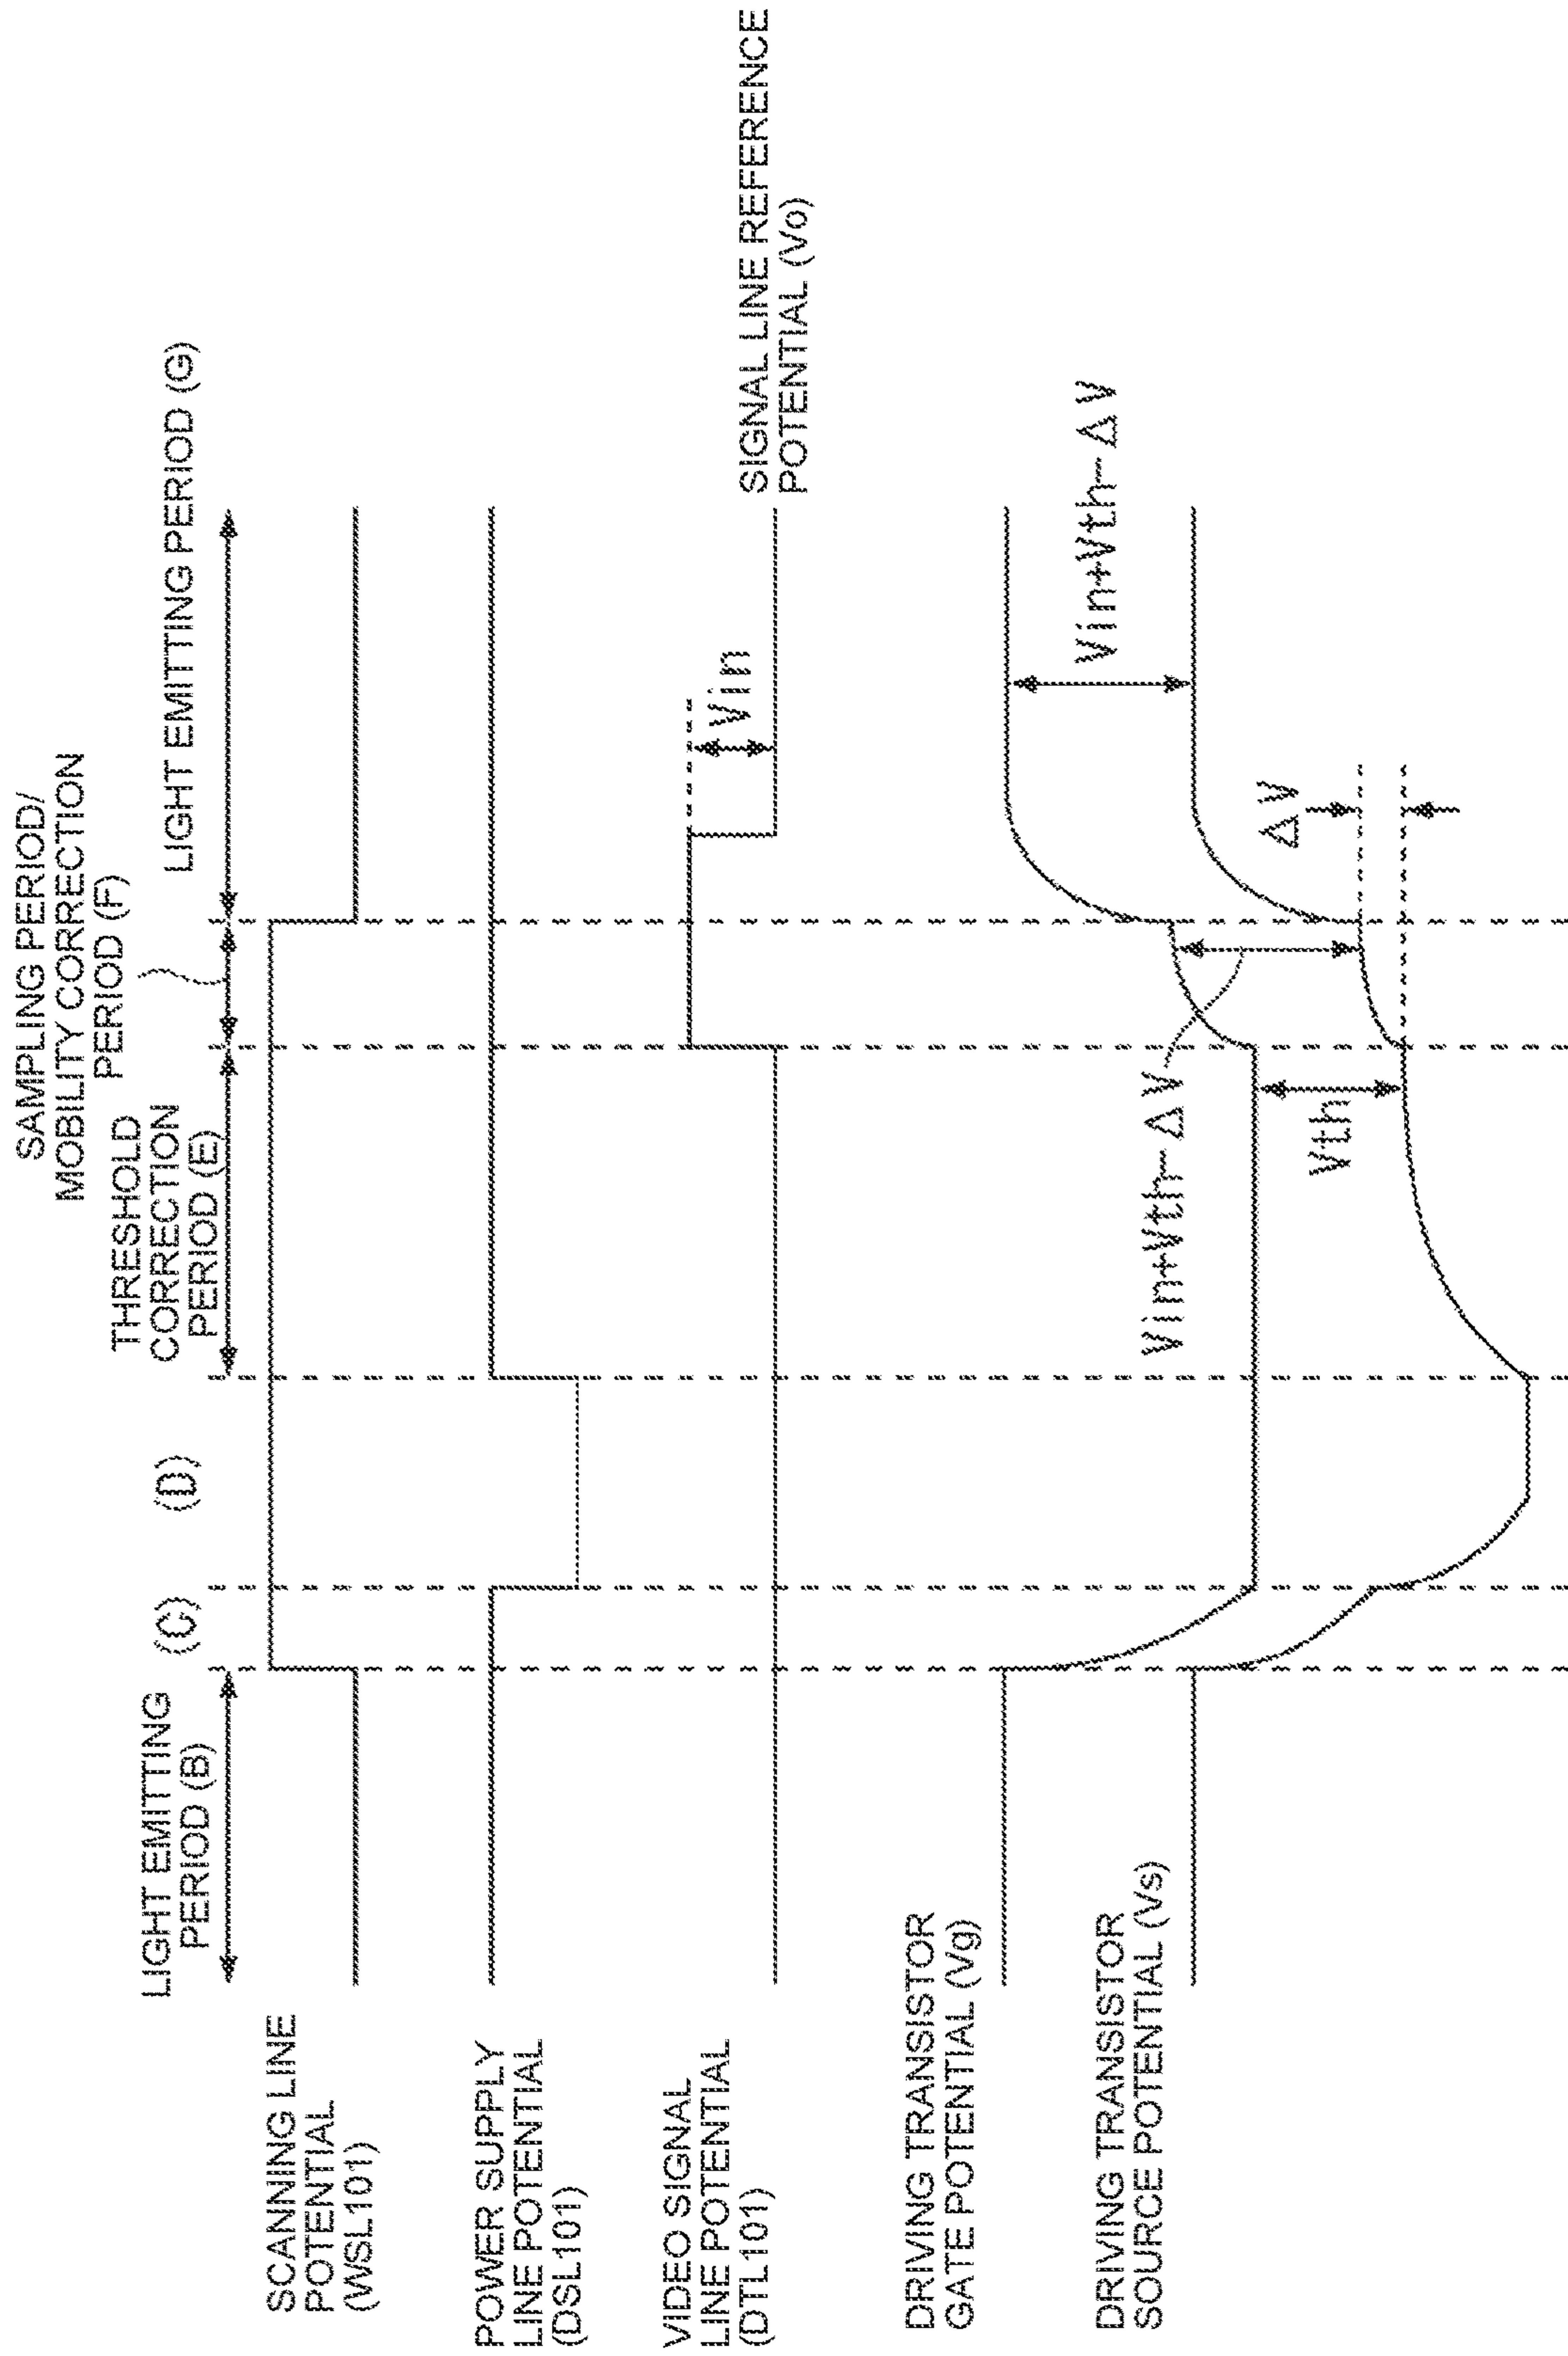 SAMPLING PERIOD/
MOBILITY CORRECTION
PERIOD (F)
THRESHOLD
CORRECTION
PERIOD (E)
LIGHT EMITTING
PERIOD (B)
(C)
(D)
LIGHT EMITTING PERIOD (G)
SCANNING LINE
POTENTIAL
(WSL101)
POWER SUPPLY
LINE POTENTIAL
(DSL101)
VIDEO SIGNAL
LINE POTENTIAL
(DTL101)
Vin
SIGNAL LINE REFERENCE
POTENTIAL (Vo)
DRIVING TRANSISTOR
GATE POTENTIAL (Vg)
Vin+Vth-ΔV
DRIVING TRANSISTOR
SOURCE POTENTIAL (Vs)
Vin+Vth-ΔV
Vth
ΔV